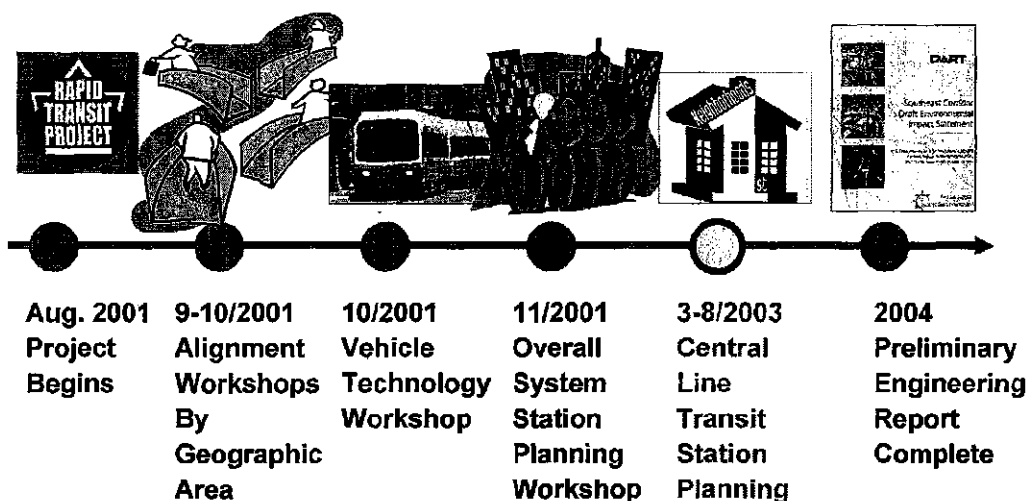 RAPID
TRANSIT
PROJECT
DART
Southeast Corridor
Draft Environmental
Impact Statement
Aug. 2001
Project
Begins
9-10/2001
Alignment
Workshops
By
Geographic
Area
10/2001
Vehicle
Technology
Workshop
11/2001
Overall
System
Station
Planning
Workshop
3-8/2003
Central
Line
Transit
Station
Planning
2004
Preliminary
Engineering
Report
Complete